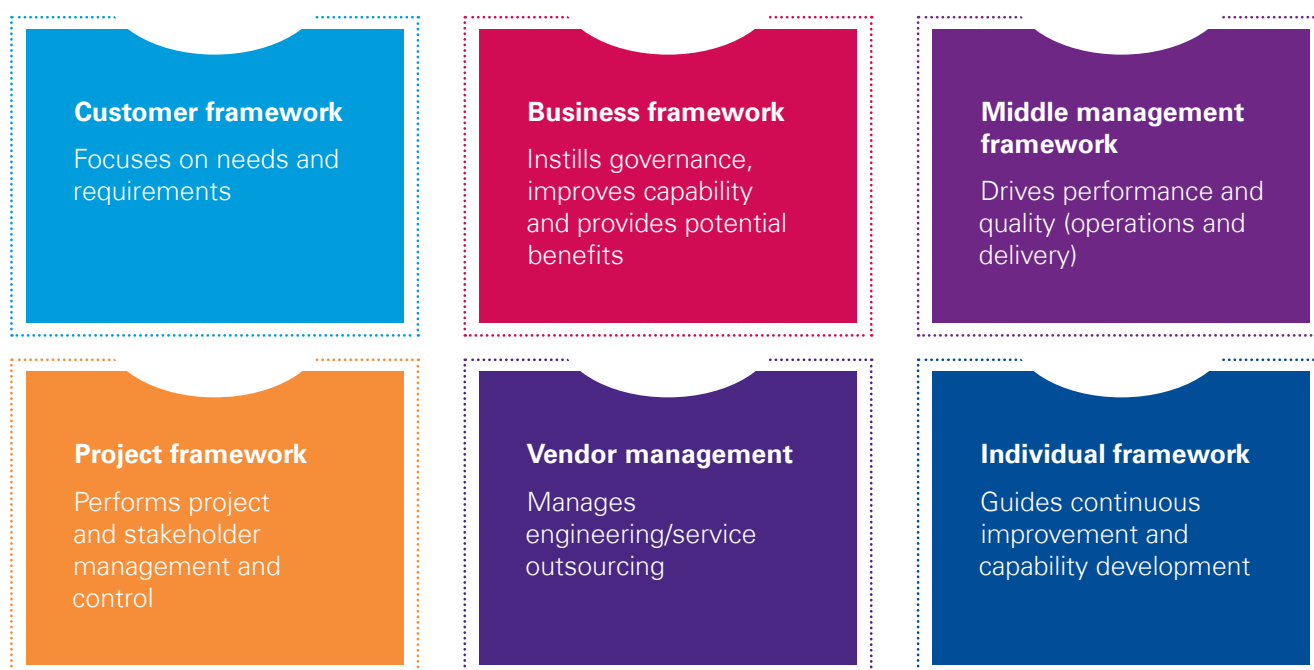 Customer framework
Focuses on needs and
requirements
Business framework
Instills governance,
improves capability
and provides potential
benefits
Middle management
framework
Drives performance and
quality (operations and
delivery)
Project framework
Performs project
and stakeholder
management and
control
Vendor management
Manages
engineering/service
outsourcing
Individual framework
Guides continuous
improvement and
capability development